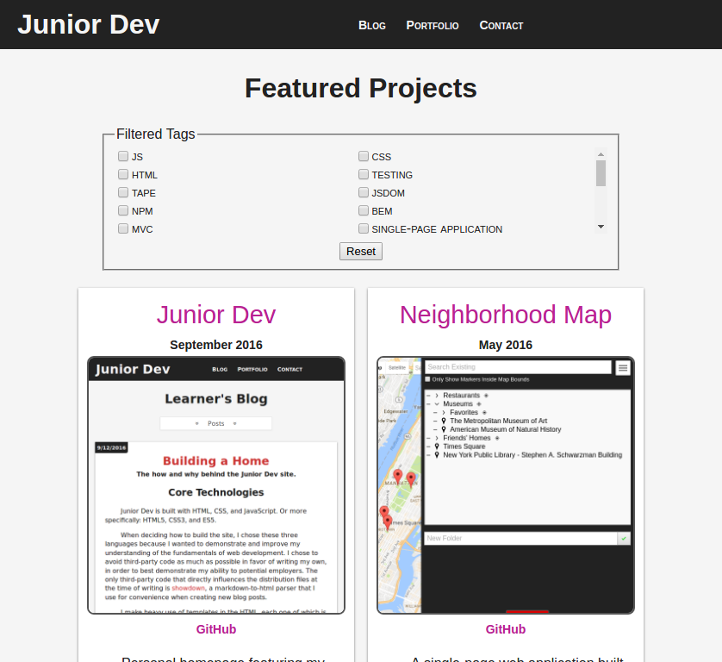 Junior Dev
Blog Portfolio Contact
Featured Projects
Filtered Tags
JS
CSS
HTML
TESTING
TAPE
JSDOM
NPM
BEM
MVC
SINGLE-PAGE APPLICATION
Reset
Junior Dev
September 2016
Junior Dev
Blog Portfolio Contact
Learner's Blog
+ Posts +
9/12/2016
Building a Home
The how and why behind the Junior Dev site.
Core Technologies
Junior Dev is built with HTML, CSS, and JavaScript. Or more
specifically: HTML5, CSS3, and ES5.
When deciding how to build the site, I chose these three
languages because I wanted to demonstrate and improve my
understanding of the fundamentals of web development. I chose to
avoid third-party code as much as possible in favor of writing my own,
in order to best demonstrate my ability to potential employers. The
only third-party code that directly influences the distribution files at
the time of writing is showdown, a markdown-to-html parser that I
use for convenience when creating new blog posts.
I make heavy use of templates in the HTML, each one of which is
GitHub
Personal homepage featuring my
Neighborhood Map
May 2016
Satellite
Search Existing
Only Show Markers Inside Map Bounds
Restaurants +
Museums +
Favorites +
The Metropolitan Museum of Art
American Museum of Natural History
Friends' Homes +
Times Square
New York Public Library - Stephen A. Schwarzman Building
Edgewater
MANHATTAN
New Folder
GitHub
A single-page web application built